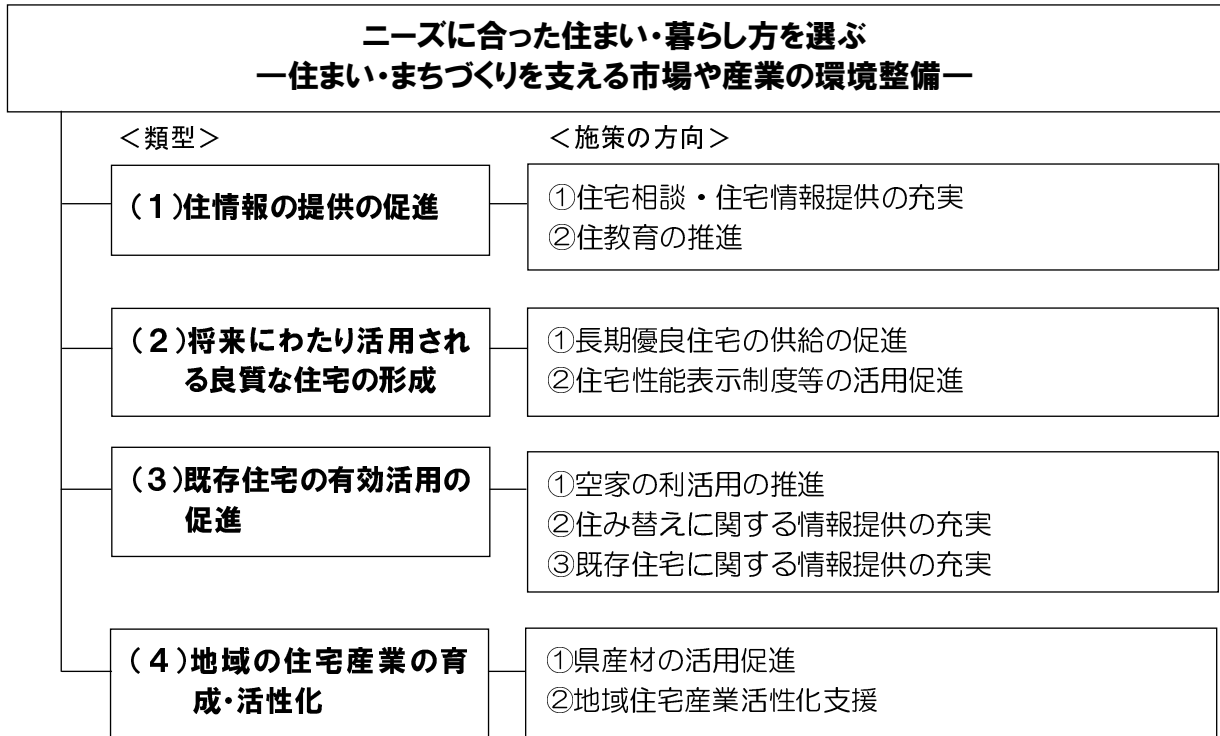 ニーズに合った住まい・暮らし方を選ぶ
―住まい・まちづくりを支える市場や産業の環境整備―
＜類型＞
＜施策の方向＞
（１）住情報の提供の促進
①住宅相談・住宅情報提供の充実
②住教育の推進
（２）将来にわたり活用され
る良質な住宅の形成
①長期優良住宅の供給の促進
②住宅性能表示制度等の活用促進
（３）既存住宅の有効活用の
促進
①空家の利活用の推進
②住み替えに関する情報提供の充実
③既存住宅に関する情報提供の充実
（４）地域の住宅産業の育
成・活性化
①県産材の活用促進
②地域住宅産業活性化支援